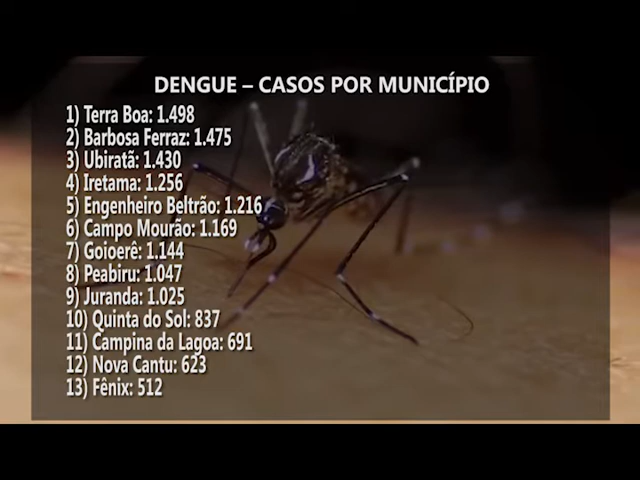 DENGUE – CASOS POR MUNICÍPIO
1) Terra Boa: 1.498
2) Barbosa Ferraz: 1.475
3) Ubiratã: 1.430
4) Iretama: 1.256
5) Engenheiro Beltrão: 1.216
6) Campo Mourão: 1.169
7) Goioerê: 1.144
8) Peabiru: 1.047
9) Juranda: 1.025
10) Quinta do Sol: 837
11) Campina da Lagoa: 691
12) Nova Cantu: 623
13) Fênix: 512